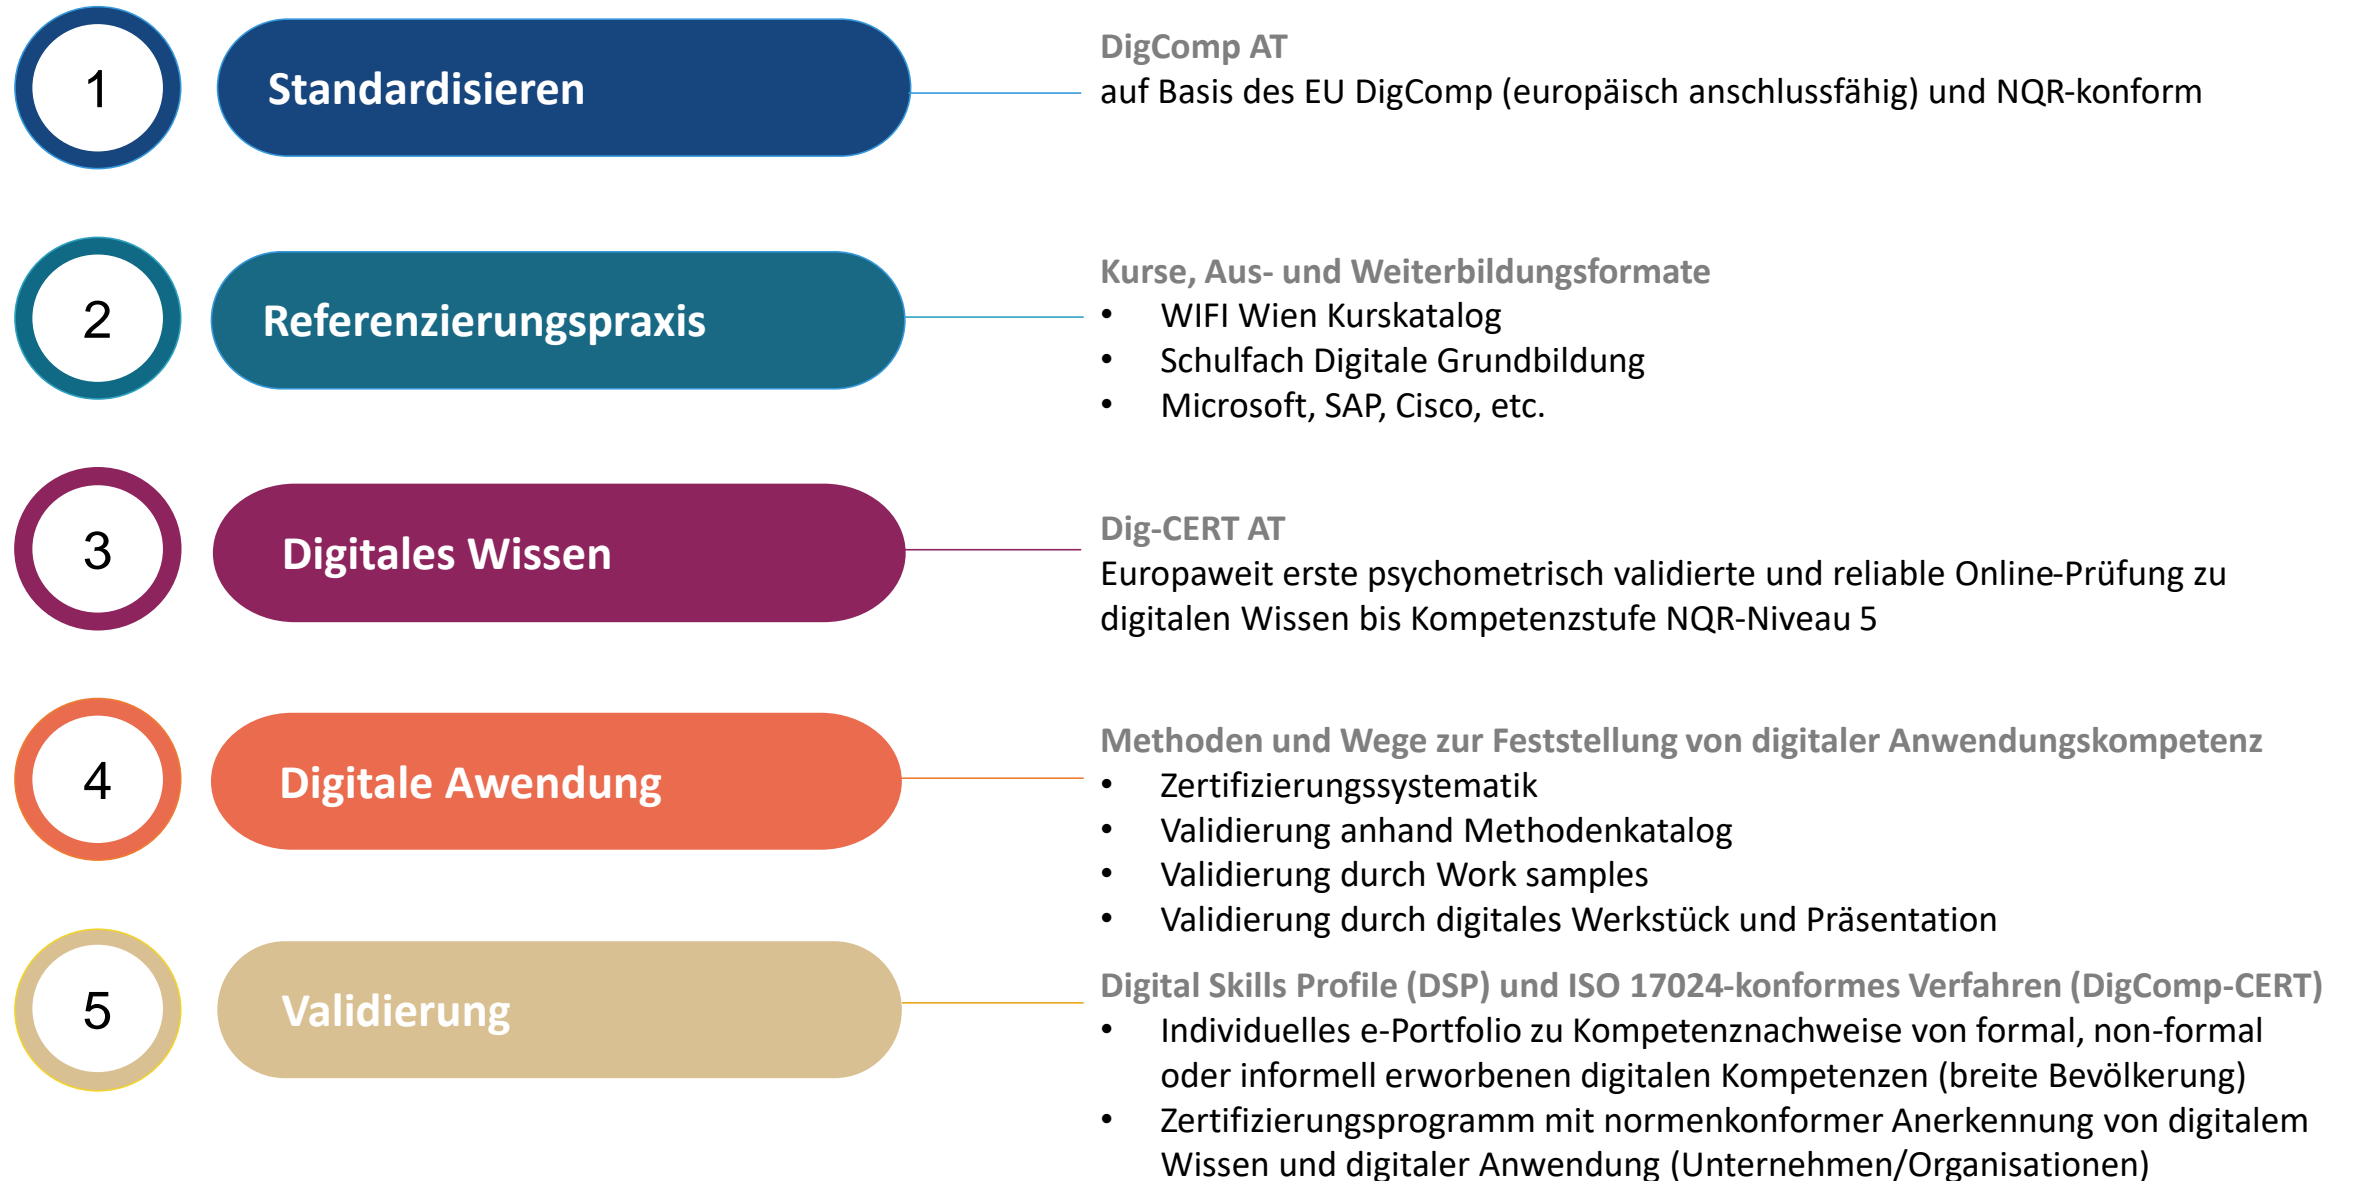 1
Standardisieren
DigComp AT
auf Basis des EU DigComp (europäisch anschlussfähig) und NQR-konform
2
Referenzierungspraxis
Kurse, Aus- und Weiterbildungsformate
• WIFI Wien Kurskatalog
• Schulfach Digitale Grundbildung
• Microsoft, SAP, Cisco, etc.
3
Digitales Wissen
Dig-CERT AT
Europaweit erste psychometrisch validierte und reliable Online-Prüfung zu
digitalen Wissen bis Kompetenzstufe NQR-Niveau 5
4
Digitale Awendung
Methoden und Wege zur Feststellung von digitaler Anwendungskompetenz
• Zertifizierungssystematik
• Validierung anhand Methodenkatalog
• Validierung durch Work samples
• Validierung durch digitales Werkstück und Präsentation
5
Validierung
Digital Skills Profile (DSP) und ISO 17024-konformes Verfahren (DigComp-CERT)
• Individuelles e-Portfolio zu Kompetenznachweise von formal, non-formal
oder informell erworbenen digitalen Kompetenzen (breite Bevölkerung)
• Zertifizierungsprogramm mit normenkonformer Anerkennung von digitalem
Wissen und digitaler Anwendung (Unternehmen/Organisationen)